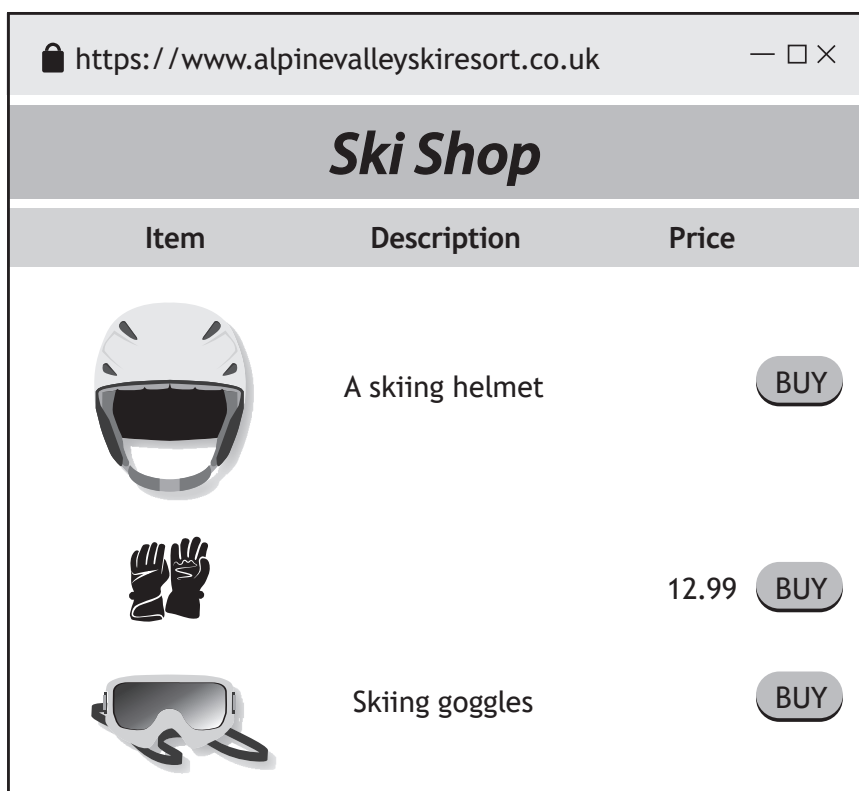 https://www.alpinevalleyskiresort.co.uk
Ski Shop
Item Description Price
A skiing helmet BUY
12.99 BUY
Skiing goggles BUY